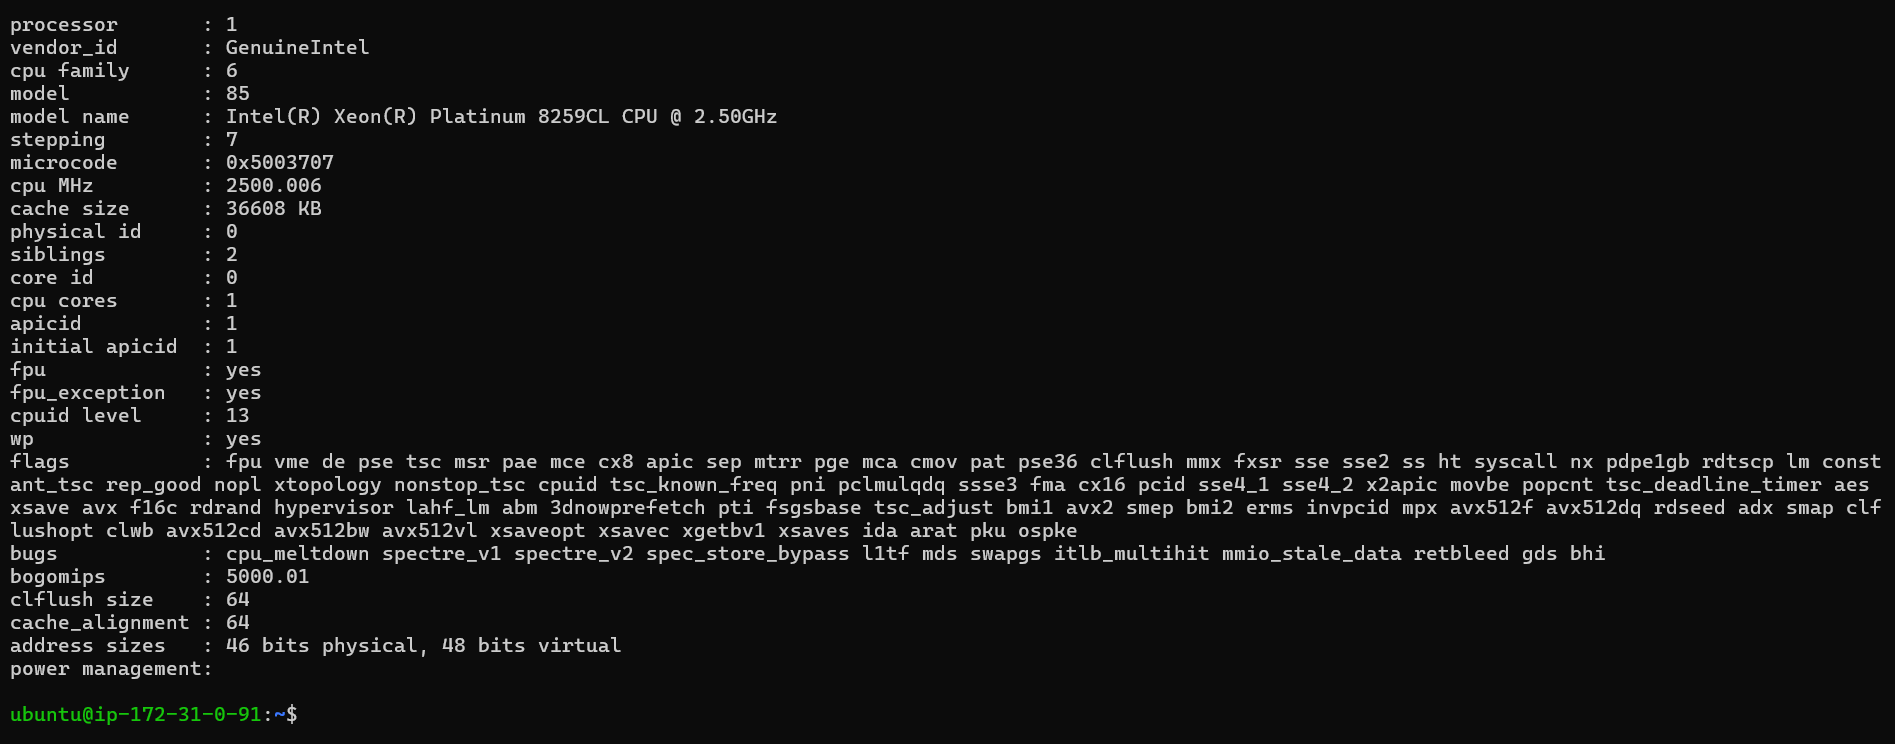 processor       : 1
vendor_id       : GenuineIntel
cpu family      : 6
model           : 85
model name      : Intel(R) Xeon(R) Platinum 8259CL CPU @ 2.50GHz
stepping        : 7
microcode       : 0x5003707
cpu MHz         : 2500.006
cache size      : 36608 KB
physical id     : 0
siblings        : 2
core id         : 0
cpu cores       : 1
apicid          : 1
initial apicid  : 1
fpu             : yes
fpu_exception   : yes
cpuid level     : 13
wp              : yes
flags           : fpu vme de pse tsc msr pae mce cx8 apic sep mtrr pge mca cmov pat pse36 clflush mmx fxsr sse sse2 ss ht syscall nx pdpe1gb rdtscp lm const
ant_tsc rep_good nopl xtopology nonstop_tsc cpuid tsc_known_freq pni pclmulqdq ssse3 fma cx16 pcid sse4_1 sse4_2 x2apic movbe popcnt tsc_deadline_timer aes
xsave avx f16c rdrand hypervisor lahf_lm abm 3dnowprefetch pti fsgsbase tsc_adjust bmi1 avx2 smep bmi2 erms invpcid mpx avx512f avx512dq rdseed adx smap clf
lushopt clwb avx512cd avx512bw avx512vl xsaveopt xsavec xgetbv1 xsaves ida arat pku ospke
bugs            : cpu_meltdown spectre_v1 spectre_v2 spec_store_bypass l1tf mds swapgs itlb_multihit mmio_stale_data retbleed gds bhi
bogomips        : 5000.01
clflush size    : 64
cache_alignment : 64
address sizes   : 46 bits physical, 48 bits virtual
power management:
ubuntu@ip-172-31-0-91:~$